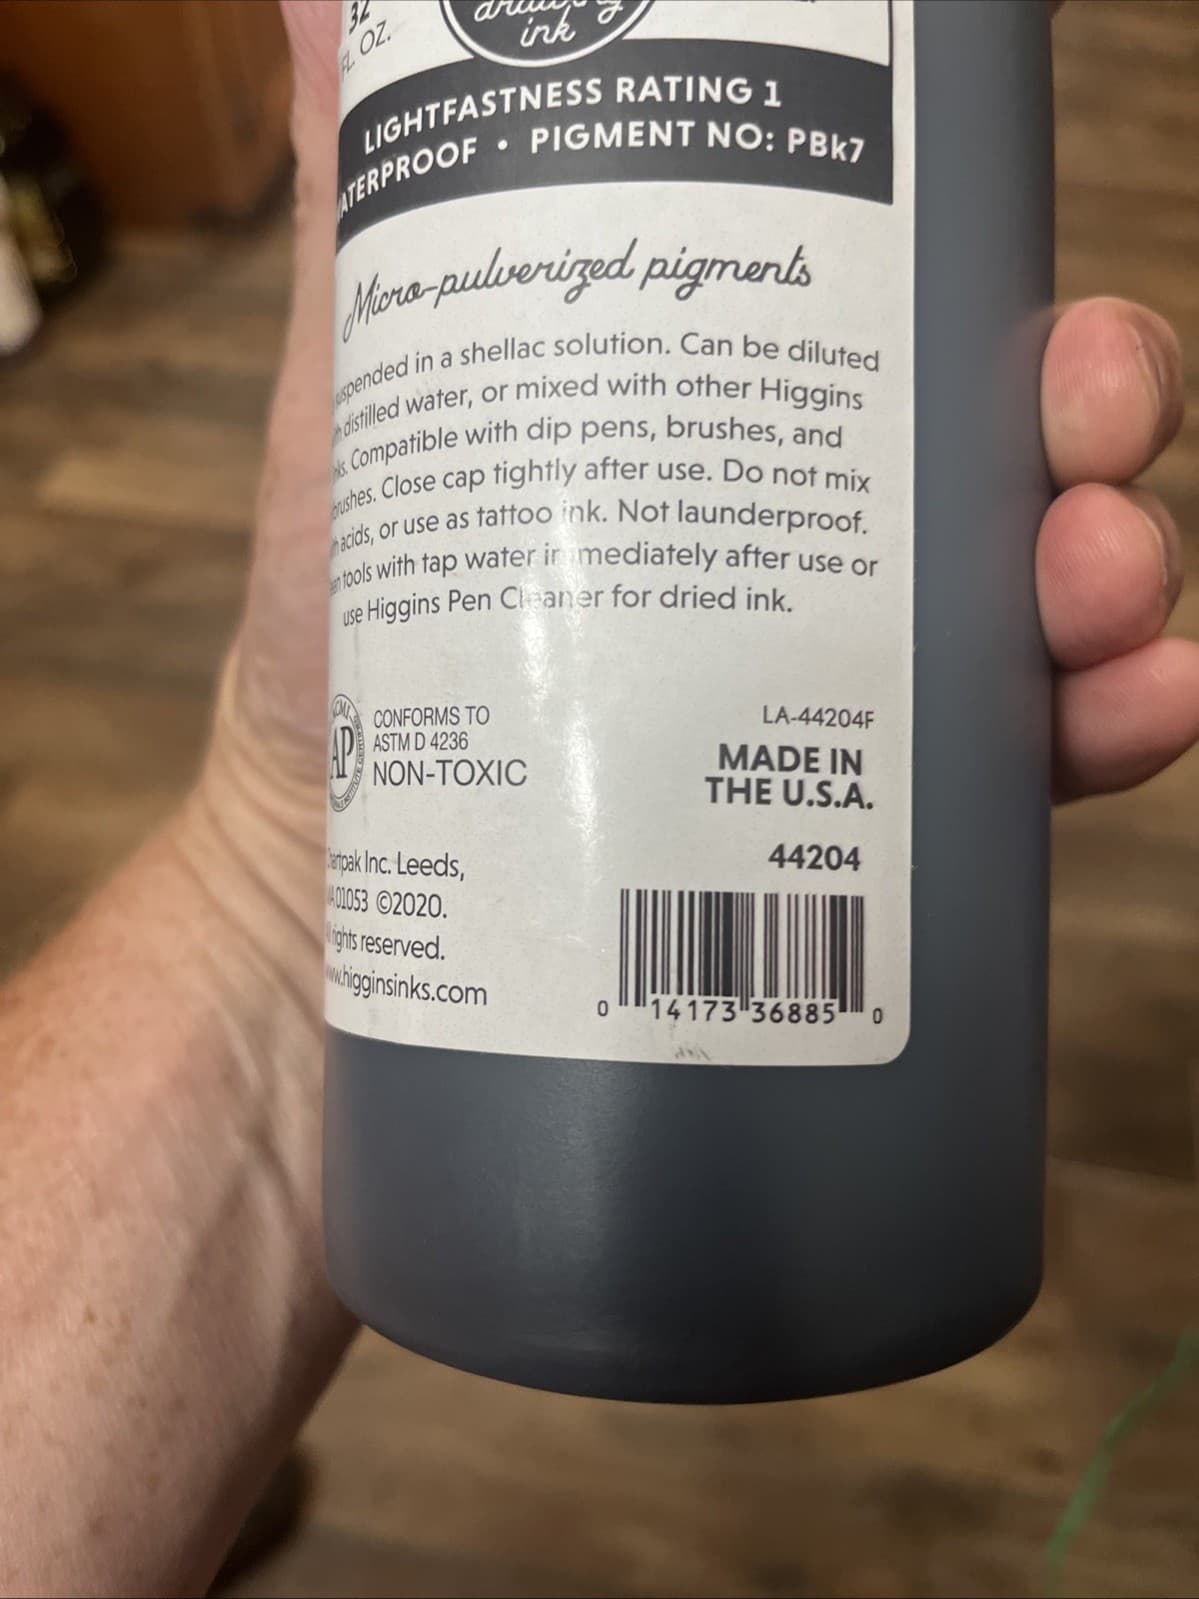 32
FL. OZ.
drawing
ink
LIGHTFASTNESS RATING 1
WATERPROOF • PIGMENT NO: PBk7
Micro-pulverized pigments
suspended in a shellac solution. Can be diluted
distilled water, or mixed with other Higgins
Compatible with dip pens, brushes, and
Close cap tightly after use. Do not mix
acids, or use as tattoo ink. Not launderproof.
tools with tap water immediately after use or
use Higgins Pen Cleaner for dried ink.
AP
CONFORMS TO
ASTM D 4236
NON-TOXIC
LA-44204F
MADE IN
THE U.S.A.
44204
Chartpak Inc. Leeds,
MA 01053 ©2020.
All rights reserved.
www.higginsinks.com
0 14173 36885 0